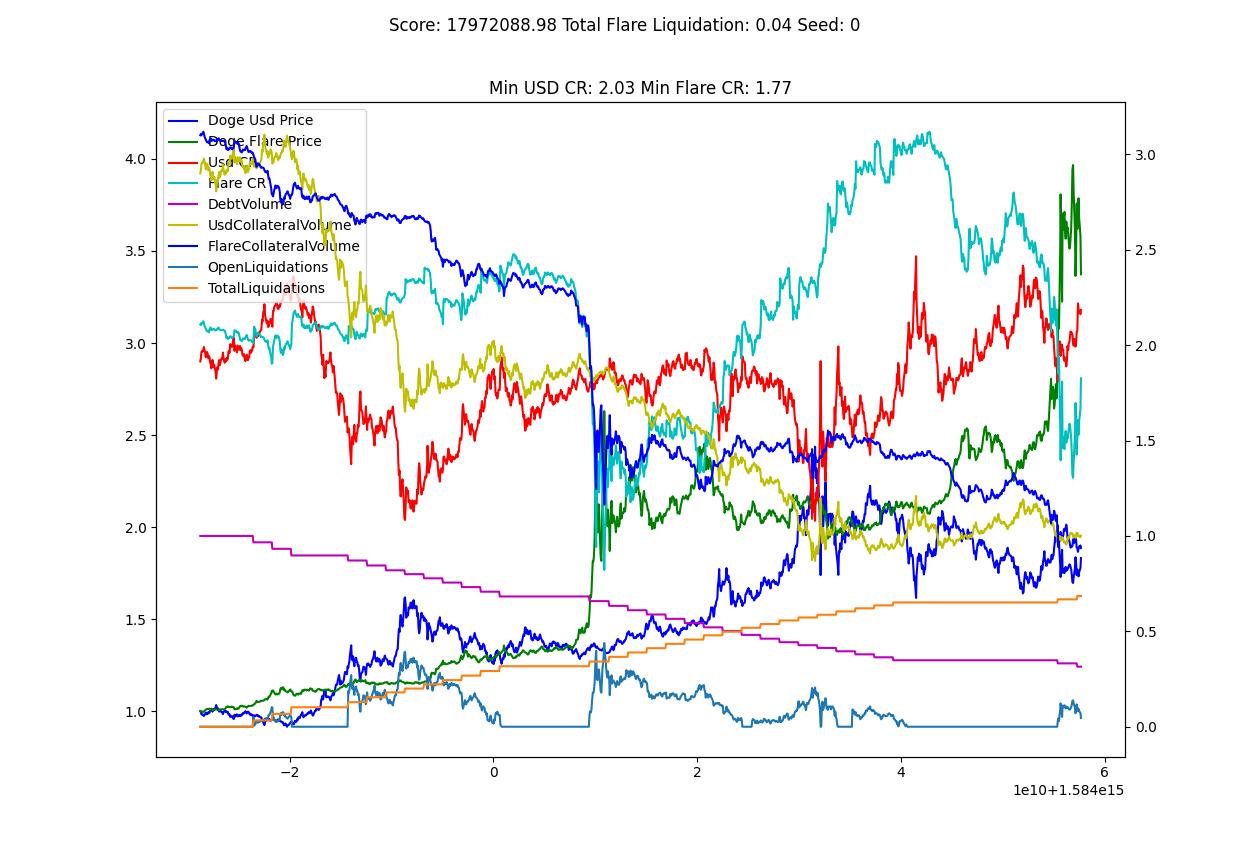 Score: 17972088.98 Total Flare Liquidation: 0.04 Seed: 0
Min USD CR: 2.03 Min Flare CR: 1.77
Doge Usd Price
Doge Flare Price
Usd CR
Flare CR
DebtVolume
UsdCollateralVolume
FlareCollateralVolume
OpenLiquidations
TotalLiquidations
4.0
3.5
3.0
2.5
2.0
1.5
1.0
3.0
2.5
2.0
1.5
1.0
0.5
0.0
−2 0 2 4 6
1e10+1.584e15